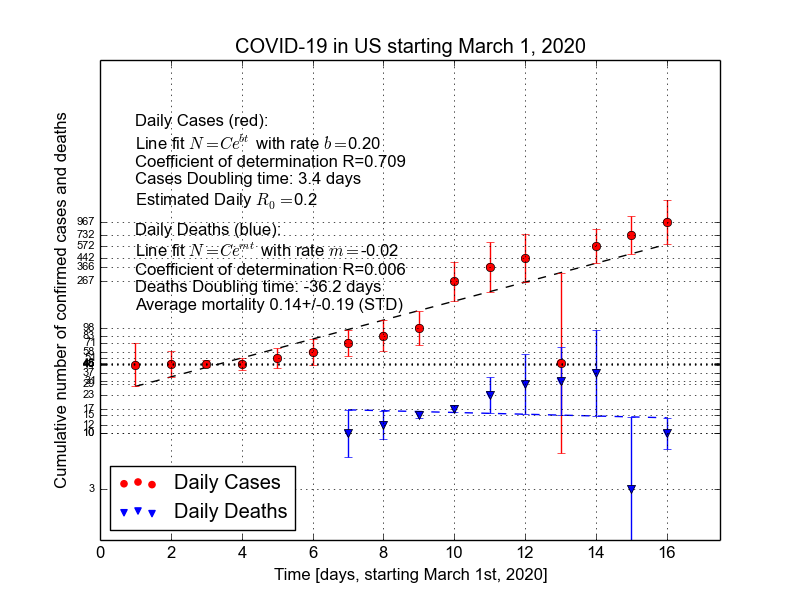 COVID-19 in US starting March 1, 2020
Cumulative number of confirmed cases and deaths
Daily Cases (red):
Line fit N=Ce^{bt} with rate b=0.20
Coefficient of determination R=0.709
Cases Doubling time: 3.4 days
Estimated Daily R_0=0.2
Daily Deaths (blue):
Line fit N=Ce^{mt} with rate m=-0.02
Coefficient of determination R=0.006
Deaths Doubling time: -36.2 days
Average mortality 0.14+/-0.19 (STD)
967
732
572
442
366
267
98
83
71
58
37
23
17
15
12
10
3
Daily Cases
Daily Deaths
0 2 4 6 8 10 12 14 16
Time [days, starting March 1st, 2020]